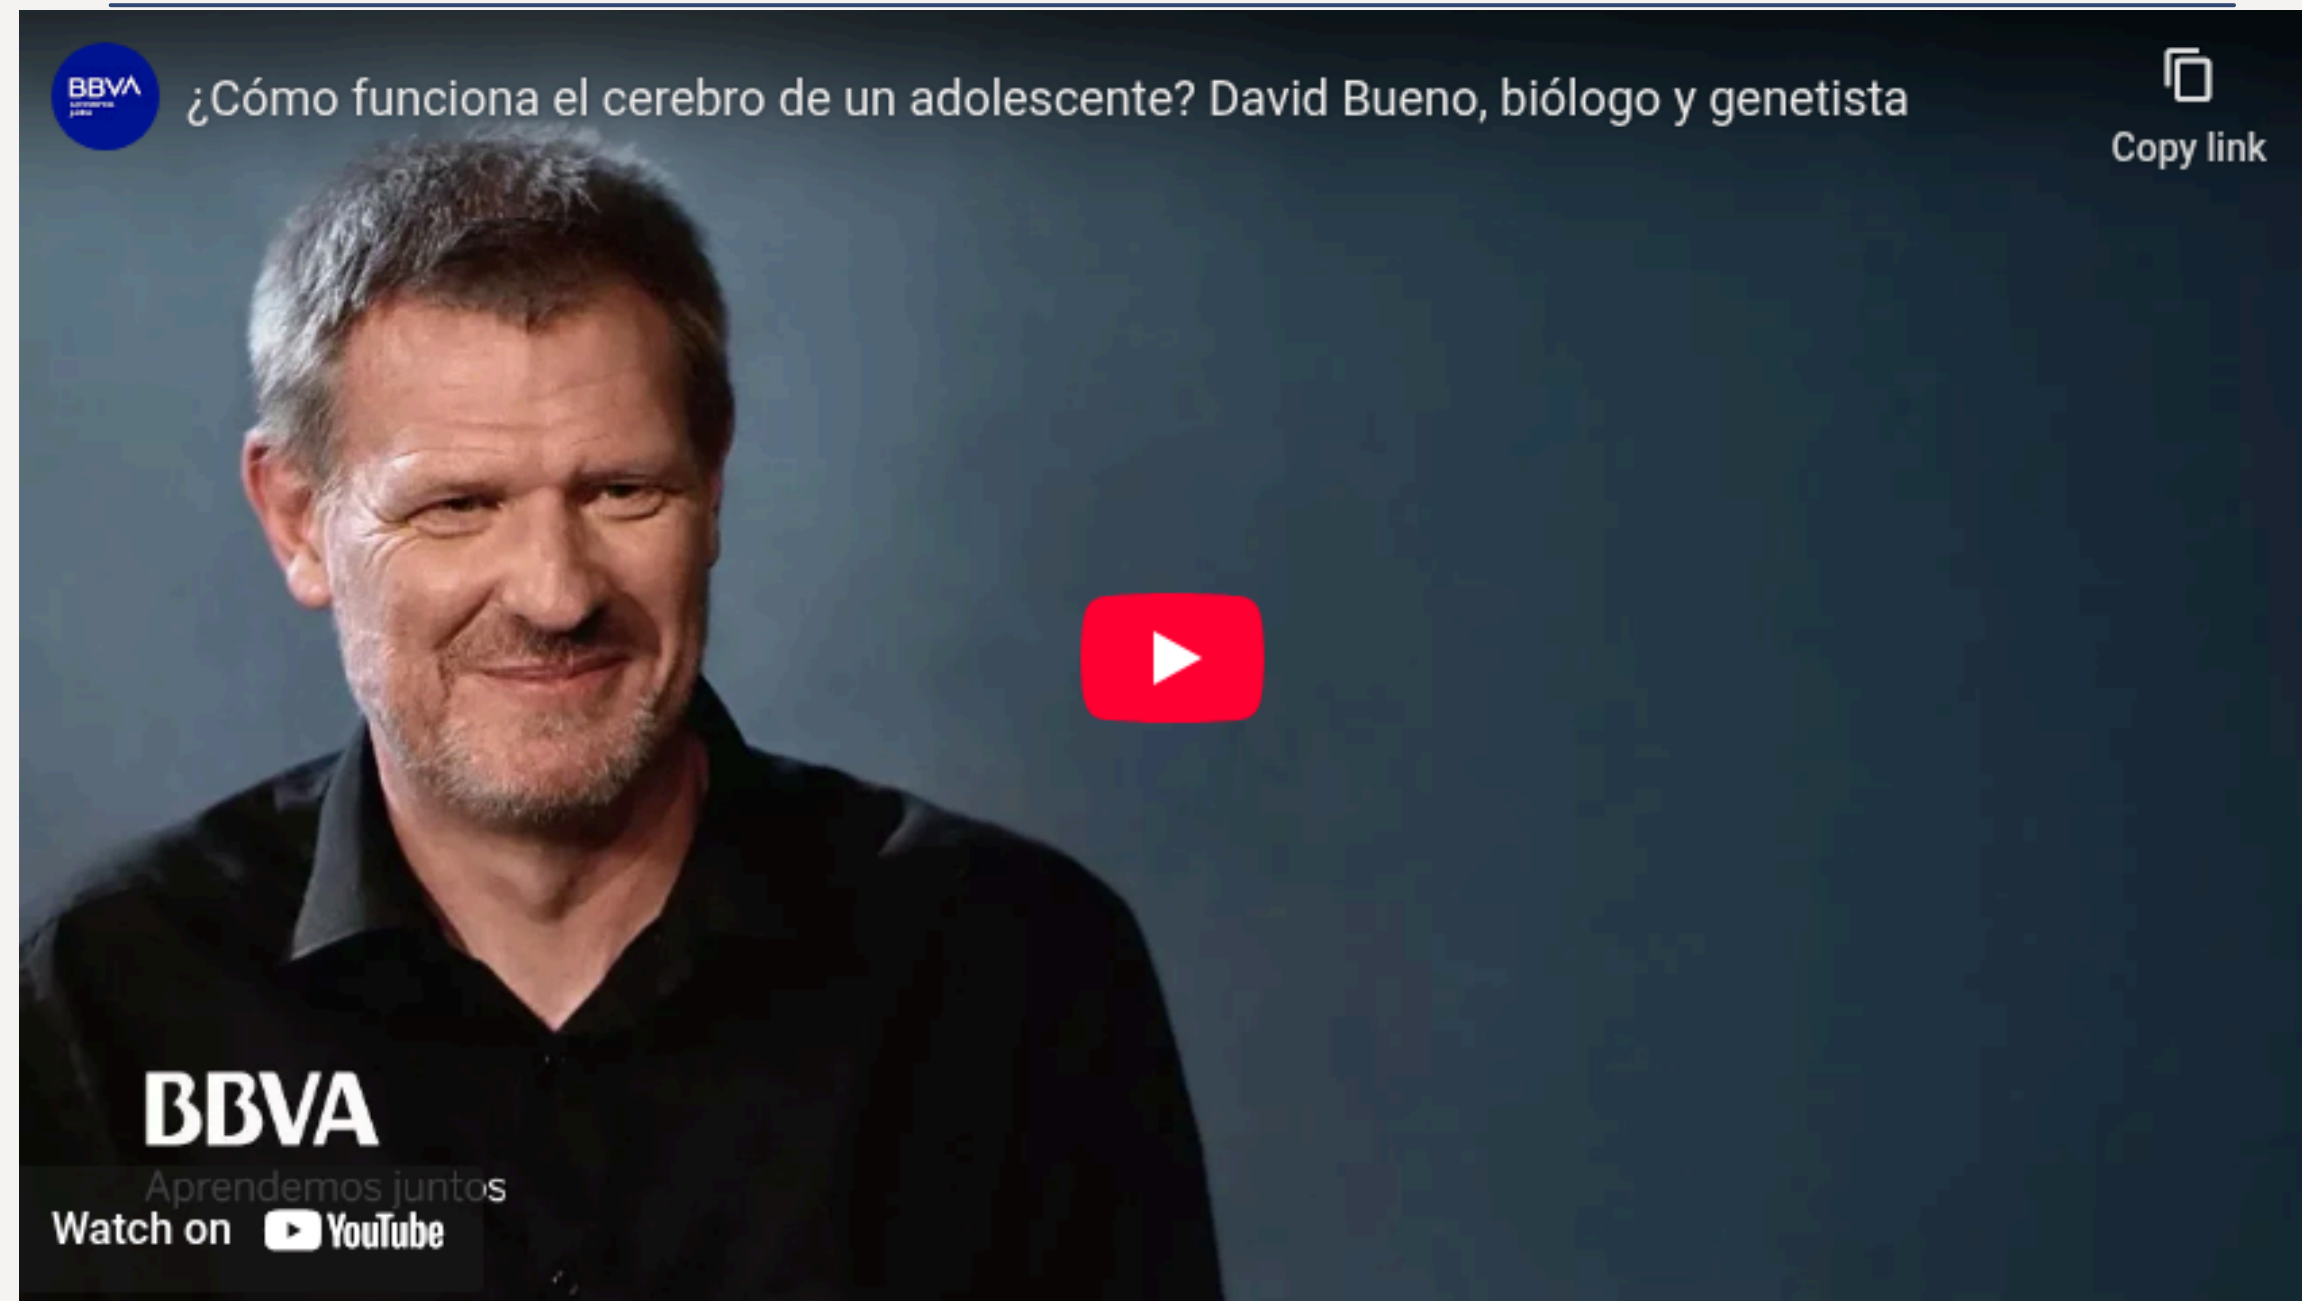 BBVA
¿Cómo funciona el cerebro de un adolescente? David Bueno, biólogo y genetista
Copy link
BBVA
Aprendemos juntos
Watch on YouTube